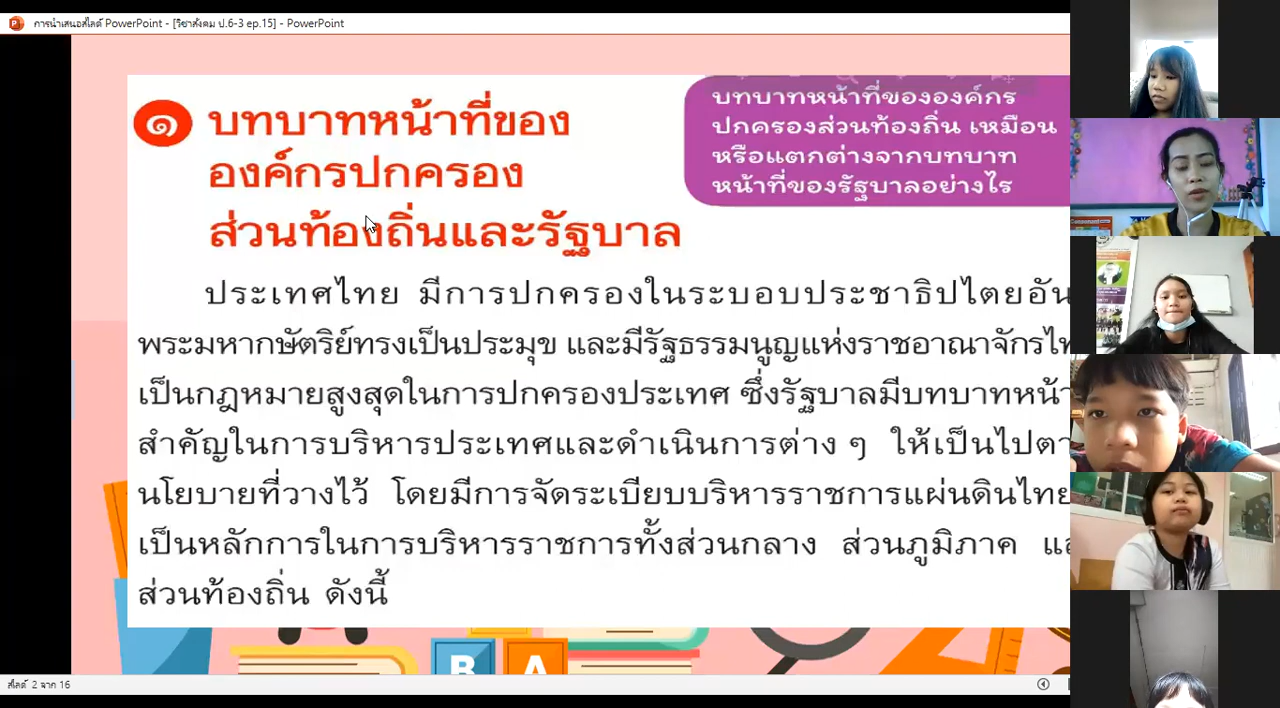 การนำเสนอสไลด์ PowerPoint - [วิชาสังคม ป.6-3 ep.15] - PowerPoint
๑ บทบาทหน้าที่ของ
องค์กรปกครอง
ส่วนท้องถิ่นและรัฐบาล
บทบาทหน้าที่ขององค์กร
ปกครองส่วนท้องถิ่น เหมือน
หรือแตกต่างจากบทบาท
หน้าที่ของรัฐบาลอย่างไร
ประเทศไทย มีการปกครองในระบอบประชาธิปไตยอัน
พระมหากษัตริย์ทรงเป็นประมุข และมีรัฐธรรมนูญแห่งราชอาณาจักร
เป็นกฎหมายสูงสุดในการปกครองประเทศ ซึ่งรัฐบาลมีบทบาทหน้า
สำคัญในการบริหารประเทศและดำเนินการต่าง ๆ ให้เป็นไปตา
นโยบายที่วางไว้ โดยมีการจัดระเบียบบริหารราชการแผ่นดินไทย
เป็นหลักการในการบริหารราชการทั้งส่วนกลาง ส่วนภูมิภาค
ส่วนท้องถิ่น ดังนี้
B A
สไลด์ 2 จาก 16